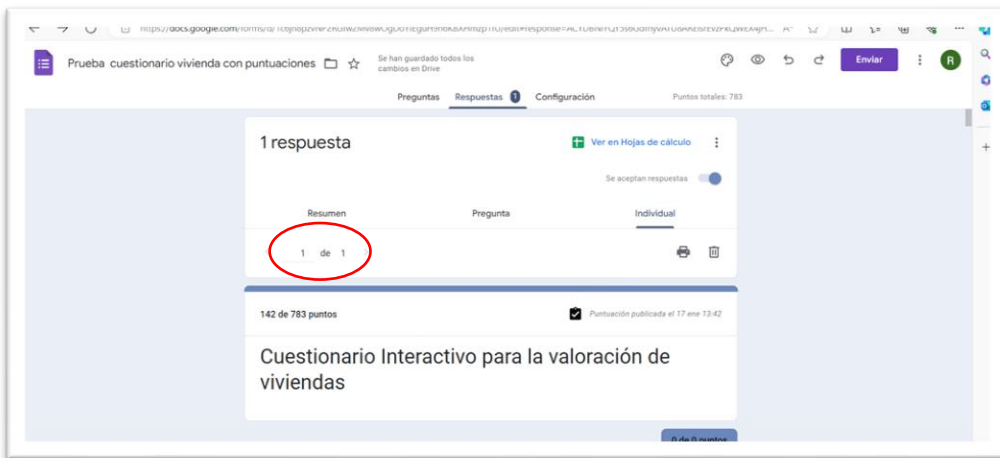 Prueba cuestionario vivienda con puntuaciones
Se han guardado todos los
cambios en Drive
Enviar
R
Preguntas Respuestas 1 Configuración Puntos totales: 783
1 respuesta
Ver en Hojas de cálculo
Se aceptan respuestas
Resumen Pregunta Individual
1 de 1
142 de 783 puntos
Puntuación publicada el 17 ene 13:42
Cuestionario Interactivo para la valoración de
viviendas
0 de 0 puntos